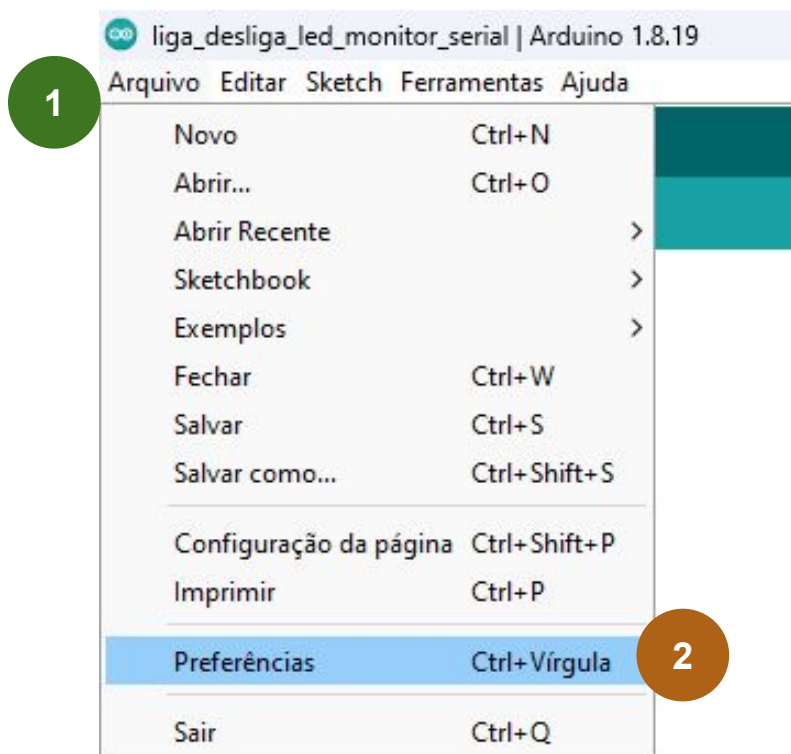 liga_desliga_led_monitor_serial | Arduino 1.8.19
Arquivo Editar Sketch Ferramentas Ajuda
1
Novo Ctrl+N
Abrir... Ctrl+O
Abrir Recente >
Sketchbook >
Exemplos >
Fechar Ctrl+W
Salvar Ctrl+S
Salvar como... Ctrl+Shift+S
Configuração da página Ctrl+Shift+P
Imprimir Ctrl+P
Preferências Ctrl+Vírgula 2
Sair Ctrl+Q